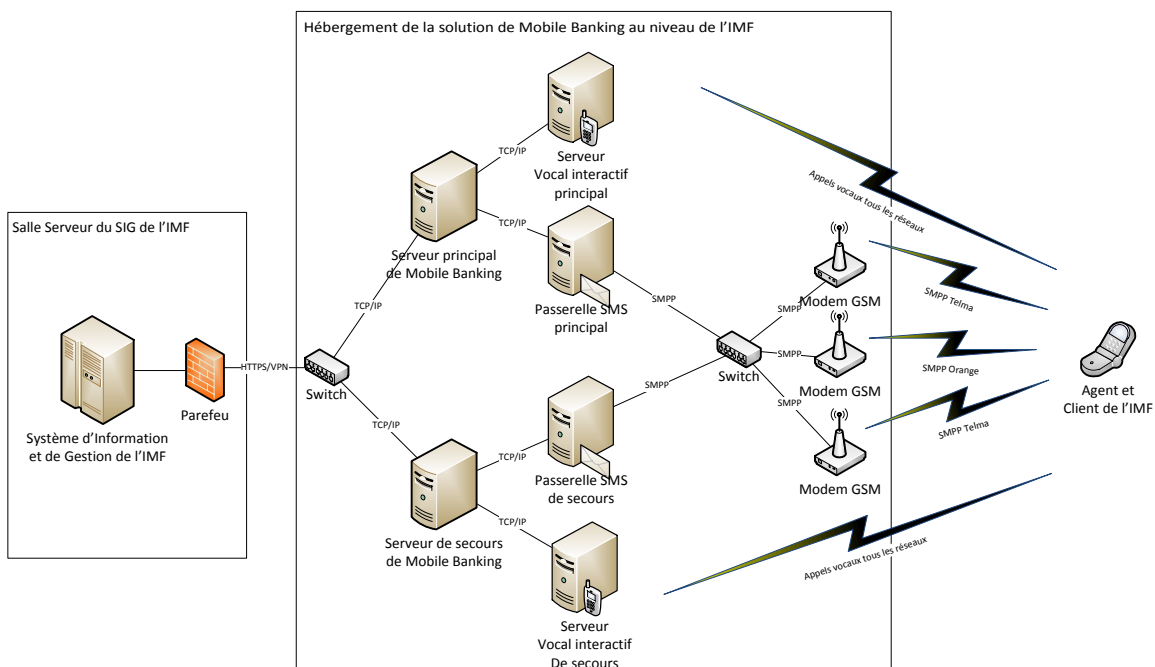 Hébergement de la solution de Mobile Banking au niveau de l'IMF
Salle Serveur du SIG de l'IMF
Système d'Information
et de Gestion de l'IMF
Parefeu
HTTPS/VPN
Switch
TCP/IP
TCP/IP
Serveur principal
de Mobile Banking
TCP/IP
TCP/IP
Serveur
Vocal interactif
principal
Passerelle SMS
principal
Serveur de secours
de Mobile Banking
TCP/IP
TCP/IP
Passerelle SMS
de secours
Serveur
Vocal interactif
De secours
SMPP
SMPP
Switch
SMPP
SMPP
SMPP
Modem GSM
Modem GSM
Modem GSM
Appels vocaux tous les réseaux
SMPP Telma
SMPP Orange
SMPP Telma
Appels vocaux tous les réseaux
Agent et
Client de l'IMF